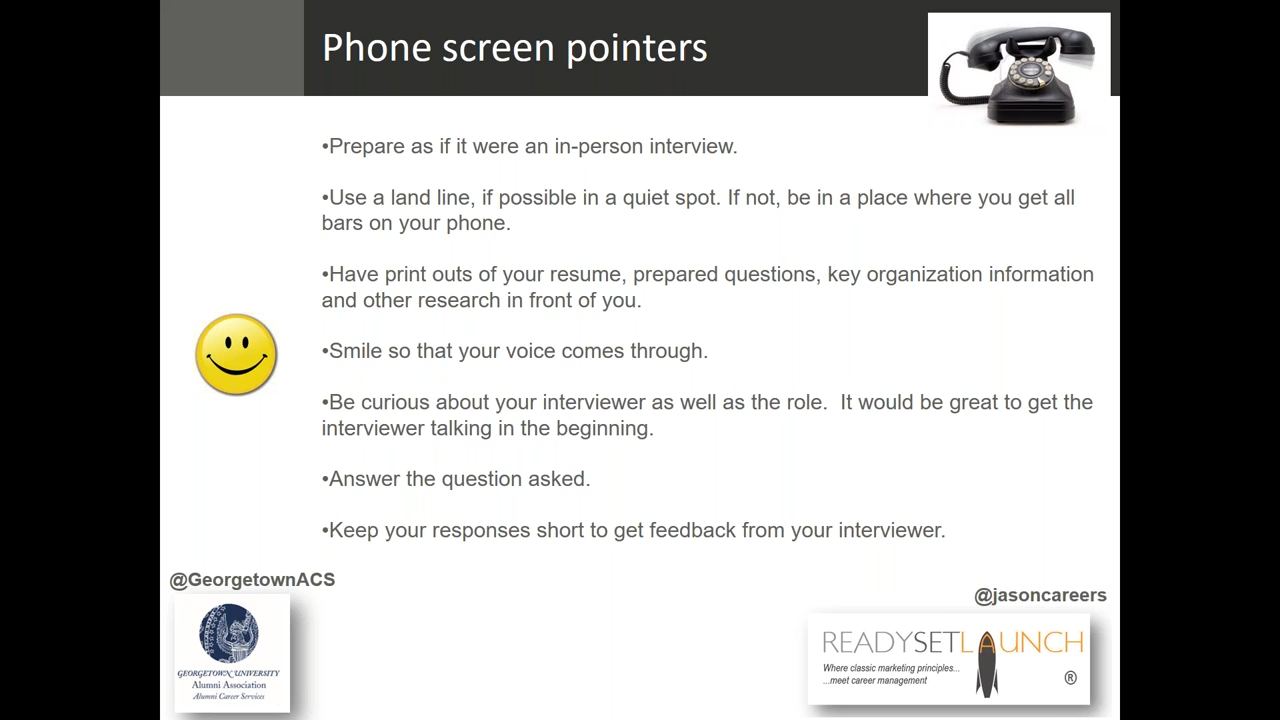 Phone screen pointers
•Prepare as if it were an in-person interview.
•Use a land line, if possible in a quiet spot. If not, be in a place where you get all
bars on your phone.
•Have print outs of your resume, prepared questions, key organization information
and other research in front of you.
•Smile so that your voice comes through.
•Be curious about your interviewer as well as the role.  It would be great to get the
interviewer talking in the beginning.
•Answer the question asked.
•Keep your responses short to get feedback from your interviewer.
@GeorgetownACS
GEORGETOWN UNIVERSITY
Alumni Association
Alumni Career Services
@jasoncareers
READYSETLAUNCH
Where classic marketing principles...
...meet career management
®